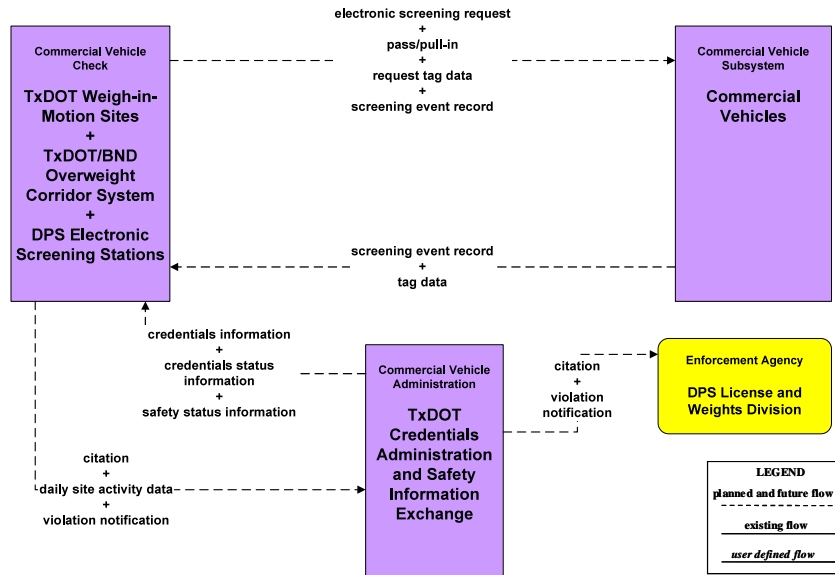 electronic screening request
+
pass/pull-in
+
request tag data
+
screening event record
Commercial Vehicle
Check
TxDOT Weigh-in-
Motion Sites
+
TxDOT/BND
Overweight
Corridor System
+
DPS Electronic
Screening Stations
Commercial Vehicle
Subsystem
Commercial
Vehicles
screening event record
+
tag data
credentials information
+
credentials status
information
+
safety status information
Commercial Vehicle
Administration
TxDOT
Credentials
Administration
and Safety
Information
Exchange
citation
+
violation
notification
Enforcement Agency
DPS License and
Weights Division
citation
+
daily site activity data
+
violation notification
LEGEND
planned and future flow
existing flow
user defined flow